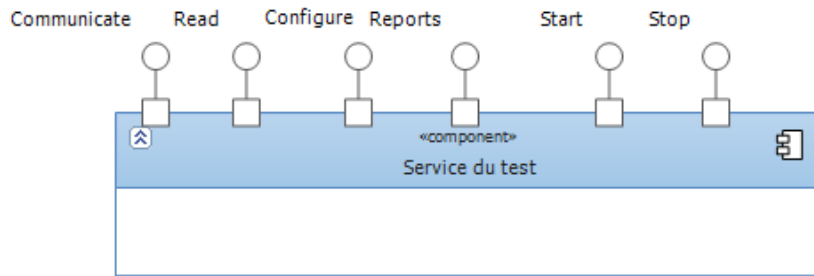 Communicate Read Configure Reports Start Stop
«component»
Service du test